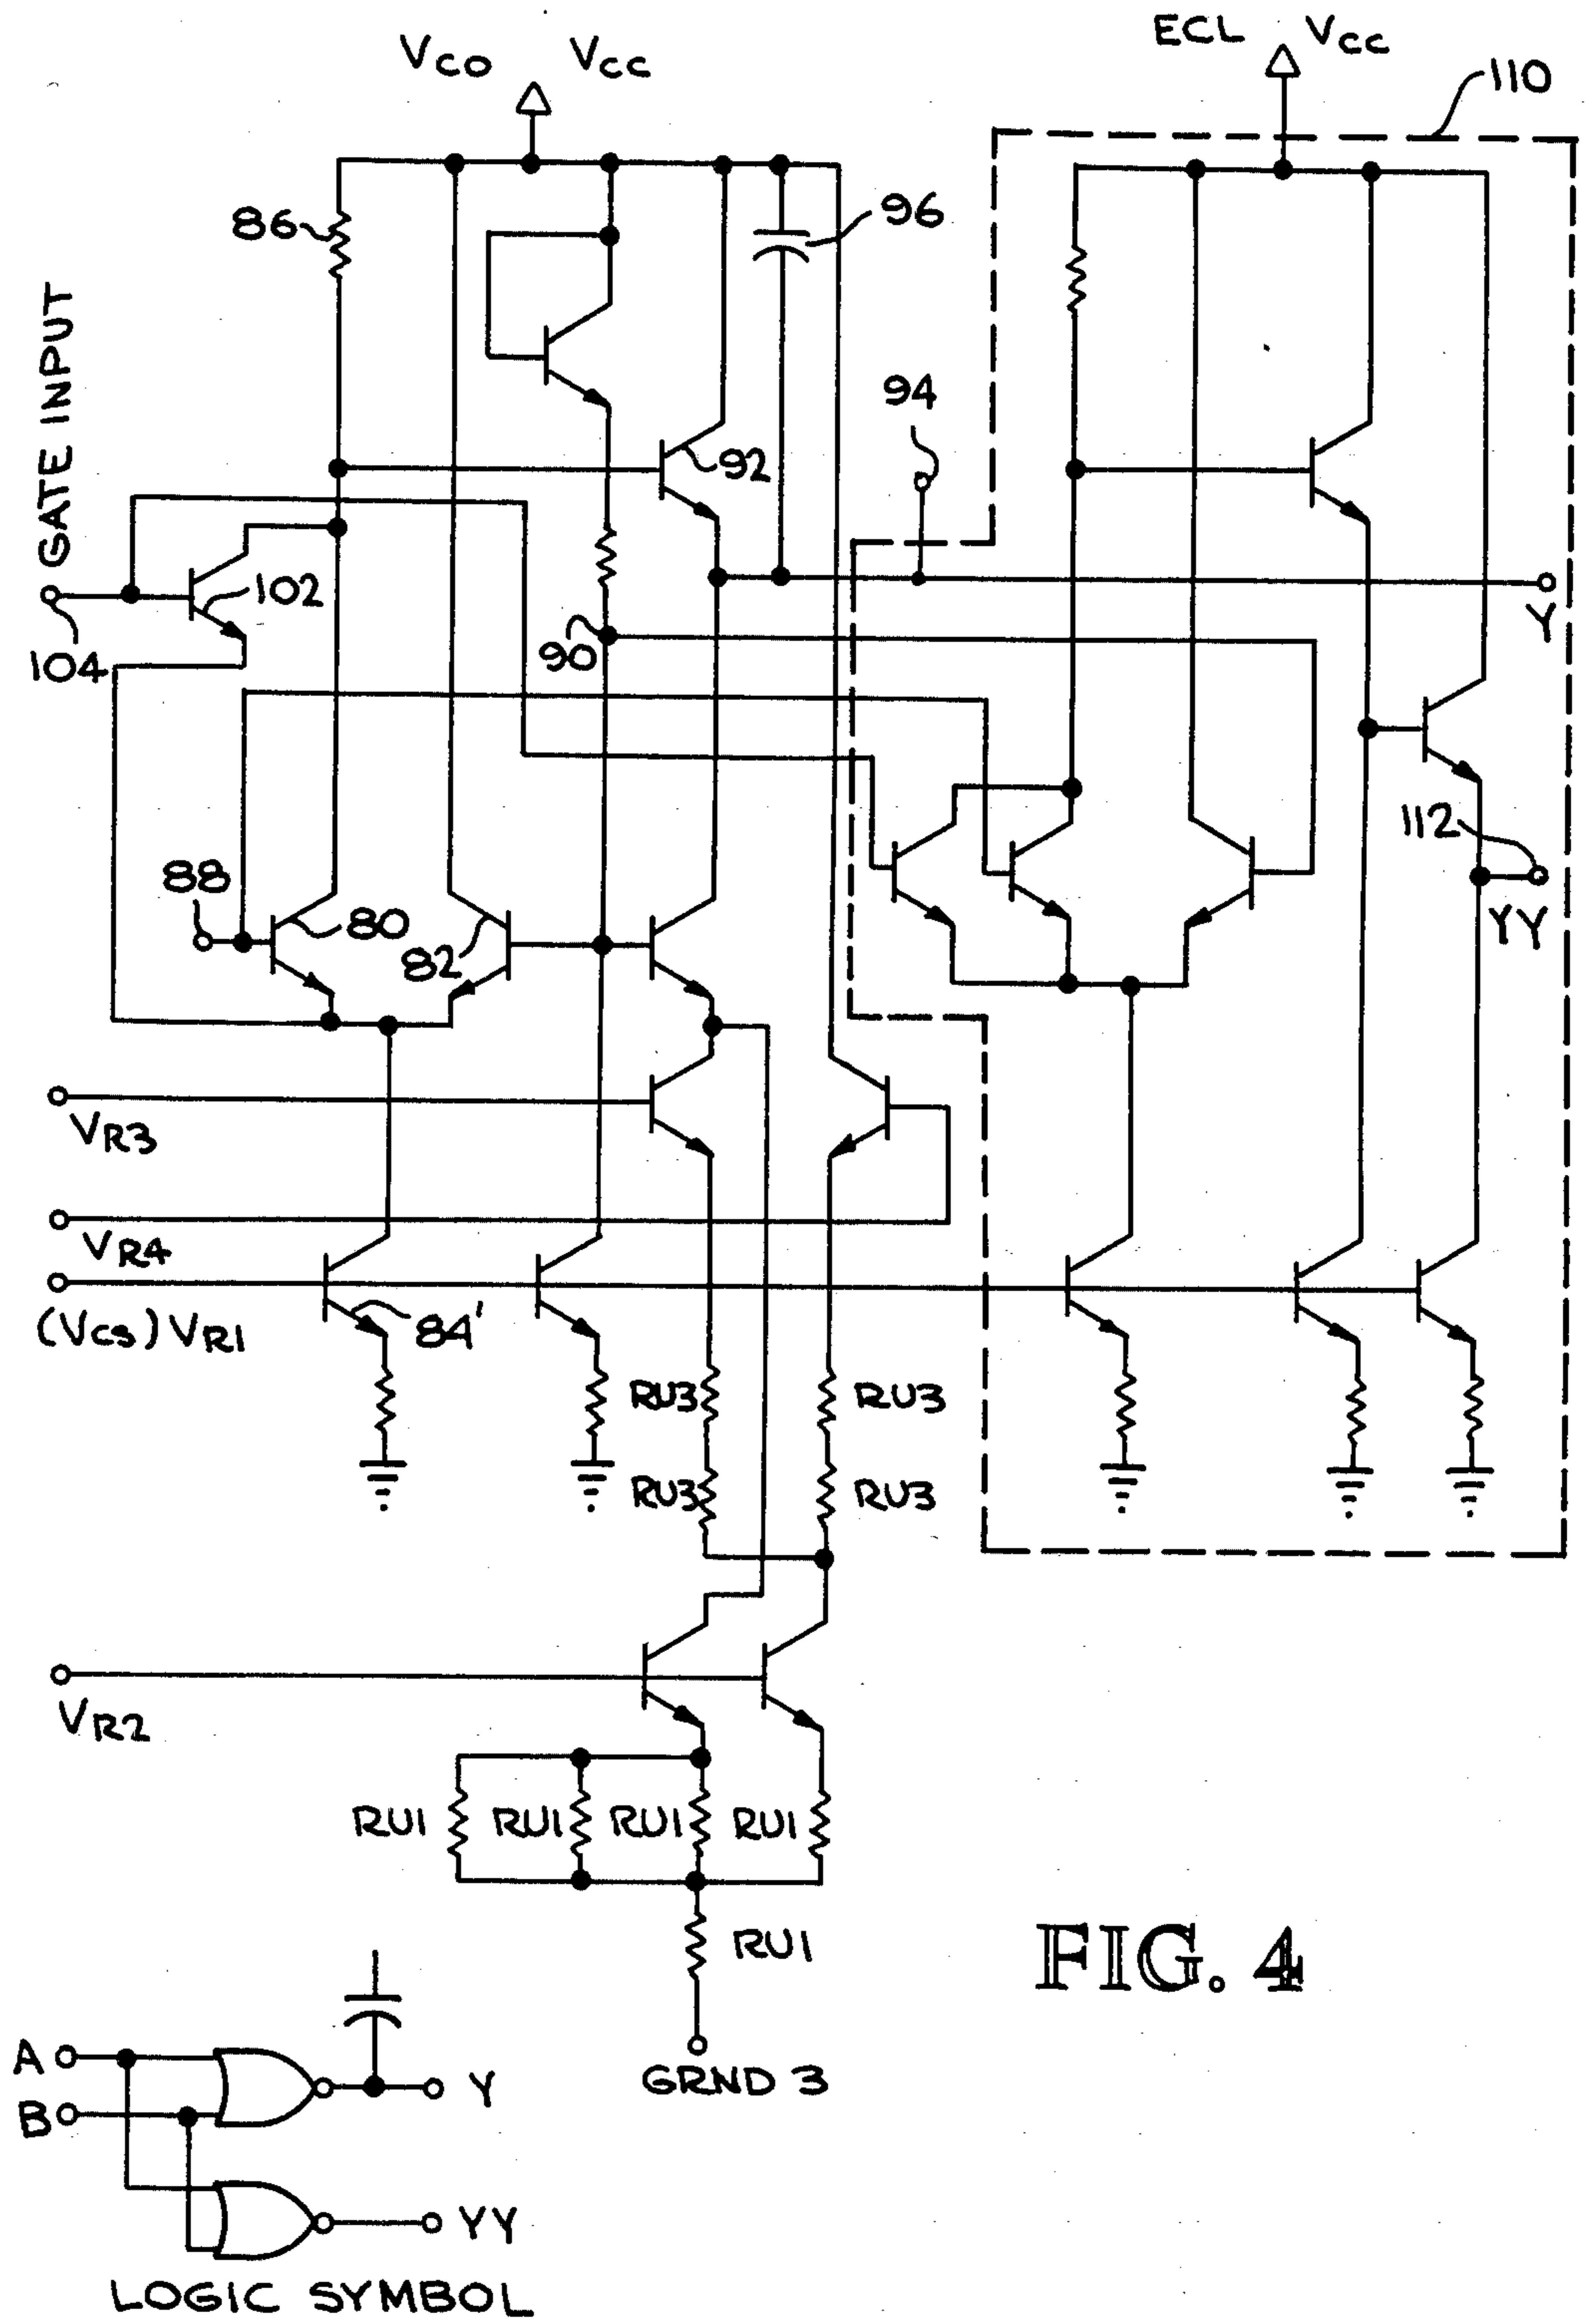 VCO VCC
ECL VCC
110
86
96
GATE INPUT
94
92
102
104
90
Y
88
80
82
112
YY
VR3
VR4
(VCS) VR1
84'
RU3 RU3
RU3 RU3
VR2
RU1 RU1 RU1 RU1
RU1
FIG. 4
GRND 3
A
Y
B
YY
LOGIC SYMBOL